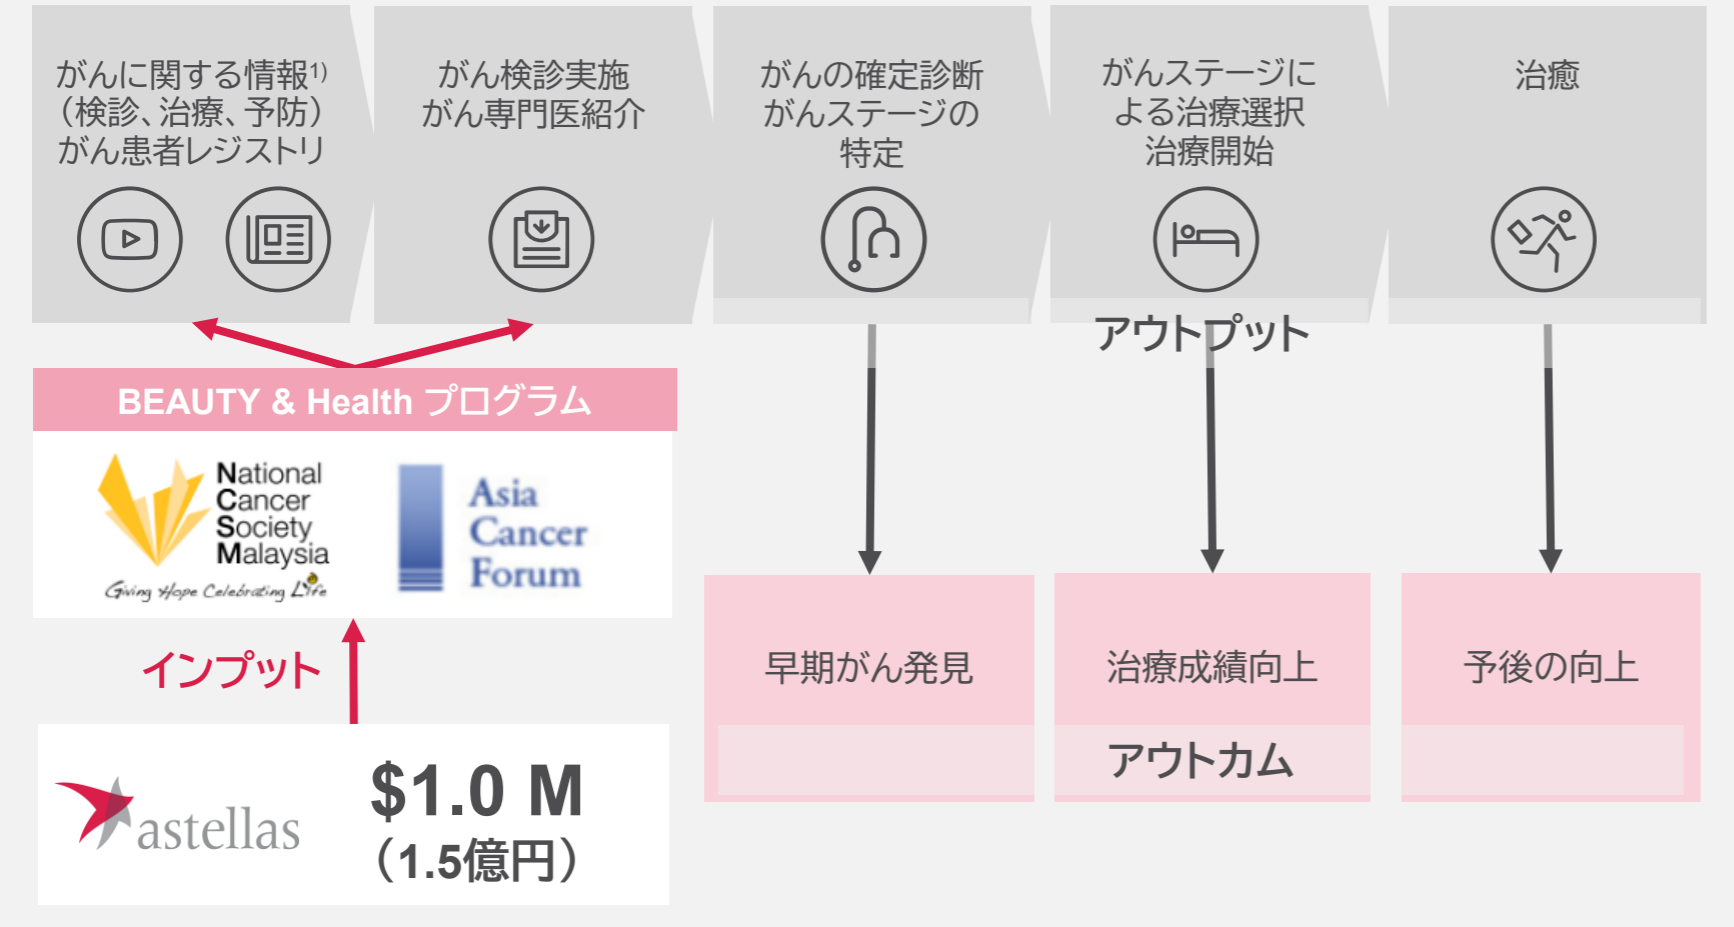 がんに関する情報1)
（検診、治療、予防）
がん患者レジストリ
がん検診実施
がん専門医紹介
がんの確定診断
がんステージの
特定
がんステージに
よる治療選択
治療開始
治癒
アウトプット
BEAUTY & Health プログラム
National
Cancer
Society
Malaysia
Giving Hope Celebrating Life
Asia
Cancer
Forum
インプット
astellas
$1.0 M
（1.5億円）
早期がん発見
治療成績向上
予後の向上
アウトカム